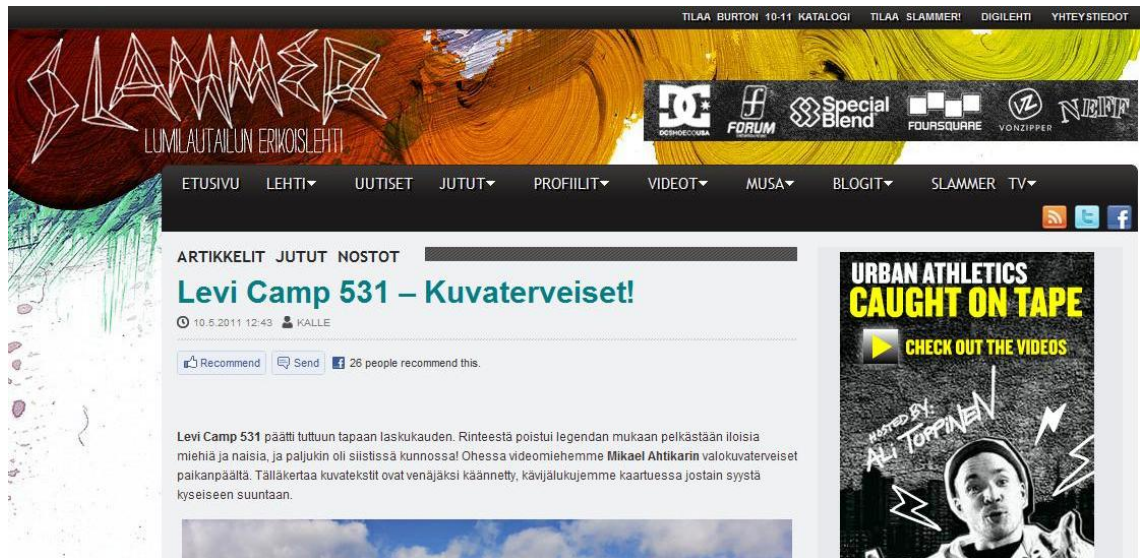 TILAA BURTON 10-11 KATALOGI TILAA SLAMMER! DIGILEHTI YHTEYSTIEDOT
SLAMMER
LUMILAUTAILUN ERIKOISLEHTI
DC
DCSHOECOUSA
f
FORUM
Special Blend
FOURSQUARE
VZ
VONZIPPER
NEFF
ETUSIVU LEHTI UUTISET JUTUT PROFIILIT VIDEOT MUSA BLOGIT SLAMMER TV
ARTIKKELIT JUTUT NOSTOT
Levi Camp 531 – Kuvaterveiset!
10.5.2011 12:43 KALLE
Recommend Send 26 people recommend this.
Levi Camp 531 päätti tuttuun tapaan laskukauden. Rinteestä poistui legendan mukaan pelkästään iloisia
miehiä ja naisia, ja paljukin oli siistissä kunnossa! Ohessa videomiehemme Mikael Ahtikarin valokuvaterveiset
paikanpäältä. Tälläkertaa kuvatekstit ovat venäjäksi käännetty, kävijälukujemme kaartuessa jostain syystä
kyseiseen suuntaan.
URBAN ATHLETICS
CAUGHT ON TAPE
CHECK OUT THE VIDEOS
HOSTED BY:
ALI TOPPINEN